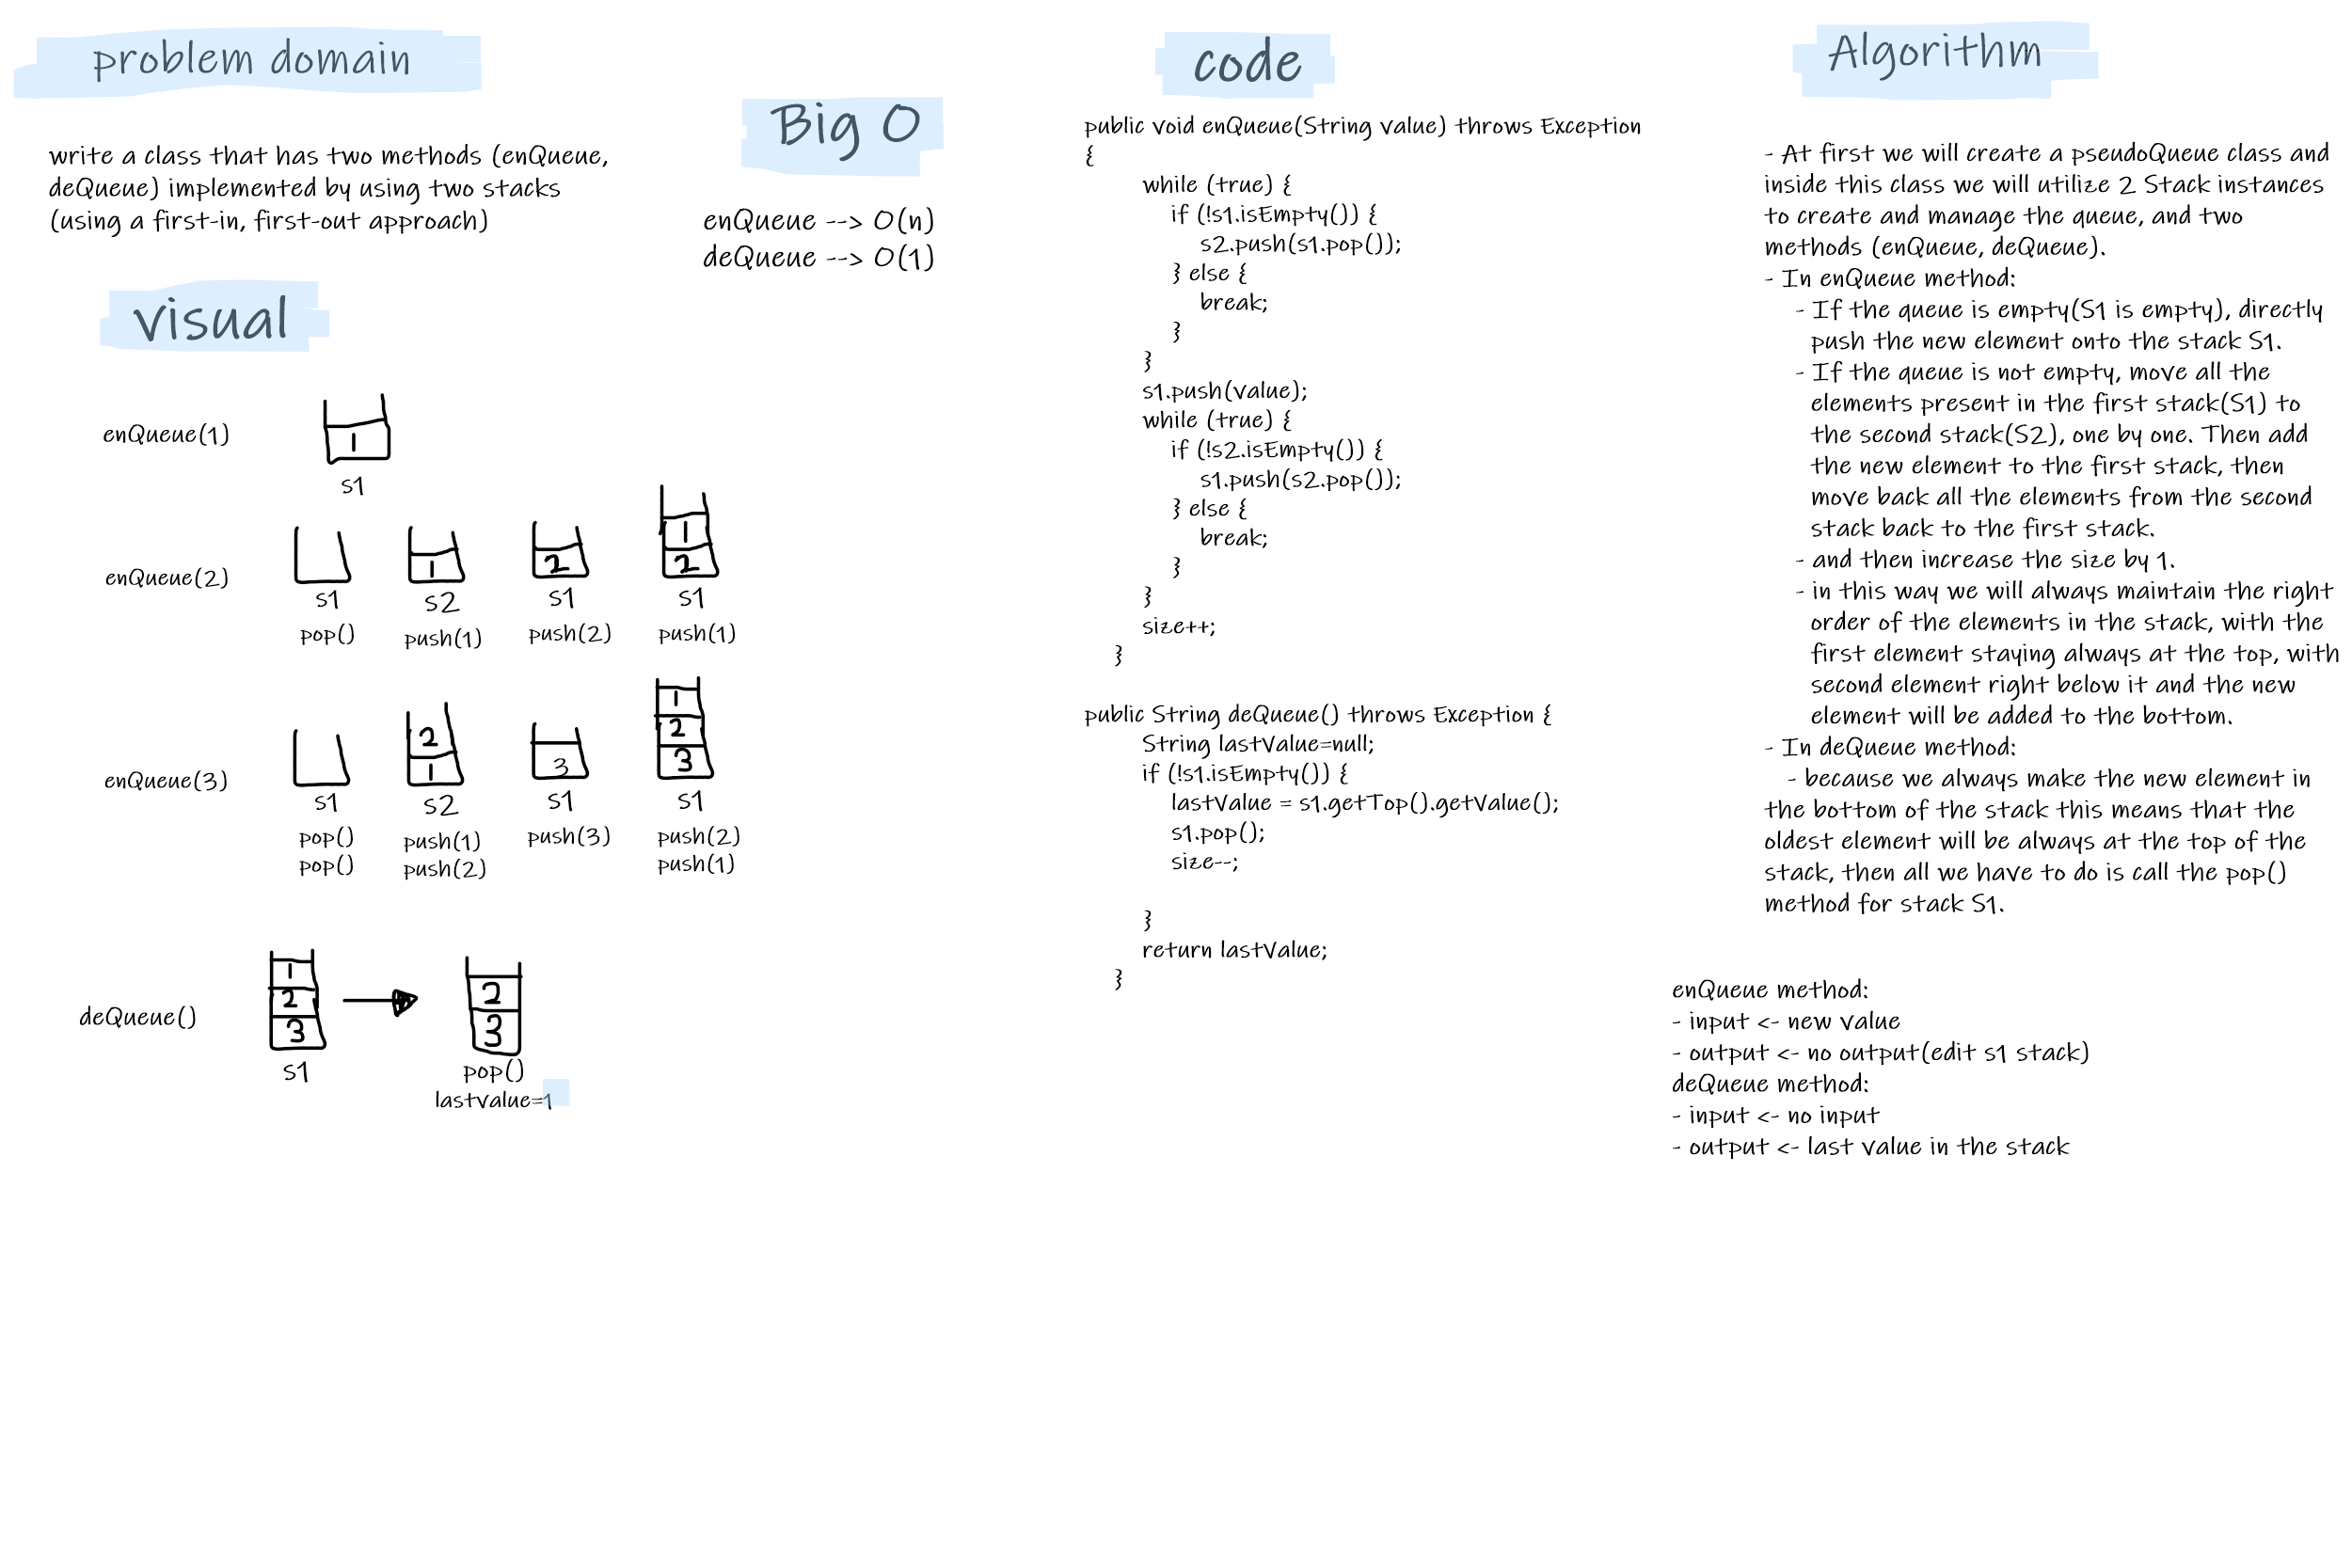 problem domain
write a class that has two methods (enQueue,
deQueue) implemented by using two stacks
(using a first-in, first-out approach)
Big O
enQueue --> O(n)
deQueue --> O(1)
visual
enQueue(1)
1
s1
enQueue(2)
1
2
1
2
s1
s2
s1
s1
pop()
push(1)
push(2)
push(1)
enQueue(3)
2
1
3
1
2
3
s1
s2
s1
s1
pop()
push(1)
push(3)
push(2)
pop()
push(2)
push(1)
deQueue()
1
2
3
s1
2
3
pop()
lastvalue=1
code
public void enQueue(String value) throws Exception
{
while (true) {
if (!s1.isEmpty()) {
s2.push(s1.pop());
} else {
break;
}
}
s1.push(value);
while (true) {
if (!s2.isEmpty()) {
s1.push(s2.pop());
} else {
break;
}
}
size++;
}
public String deQueue() throws Exception {
String lastValue=null;
if (!s1.isEmpty()) {
lastValue = s1.getTop().getValue();
s1.pop();
size--;
}
return lastValue;
}
Algorithm
- At first we will create a pseudoQueue class and
inside this class we will utilize 2 Stack instances
to create and manage the queue, and two
methods (enQueue, deQueue).
- In enQueue method:
- If the queue is empty(S1 is empty), directly
push the new element onto the stack S1.
- If the queue is not empty, move all the
elements present in the first stack(S1) to
the second stack(S2), one by one. Then add
the new element to the first stack, then
move back all the elements from the second
stack back to the first stack.
- and then increase the size by 1.
- in this way we will always maintain the right
order of the elements in the stack, with the
first element staying always at the top, with
second element right below it and the new
element will be added to the bottom.
- In deQueue method:
- because we always make the new element in
the bottom of the stack this means that the
oldest element will be always at the top of the
stack, then all we have to do is call the pop()
method for stack S1.
enQueue method:
- input <- new value
- output <- no output(edit s1 stack)
deQueue method:
- input <- no input
- output <- last value in the stack